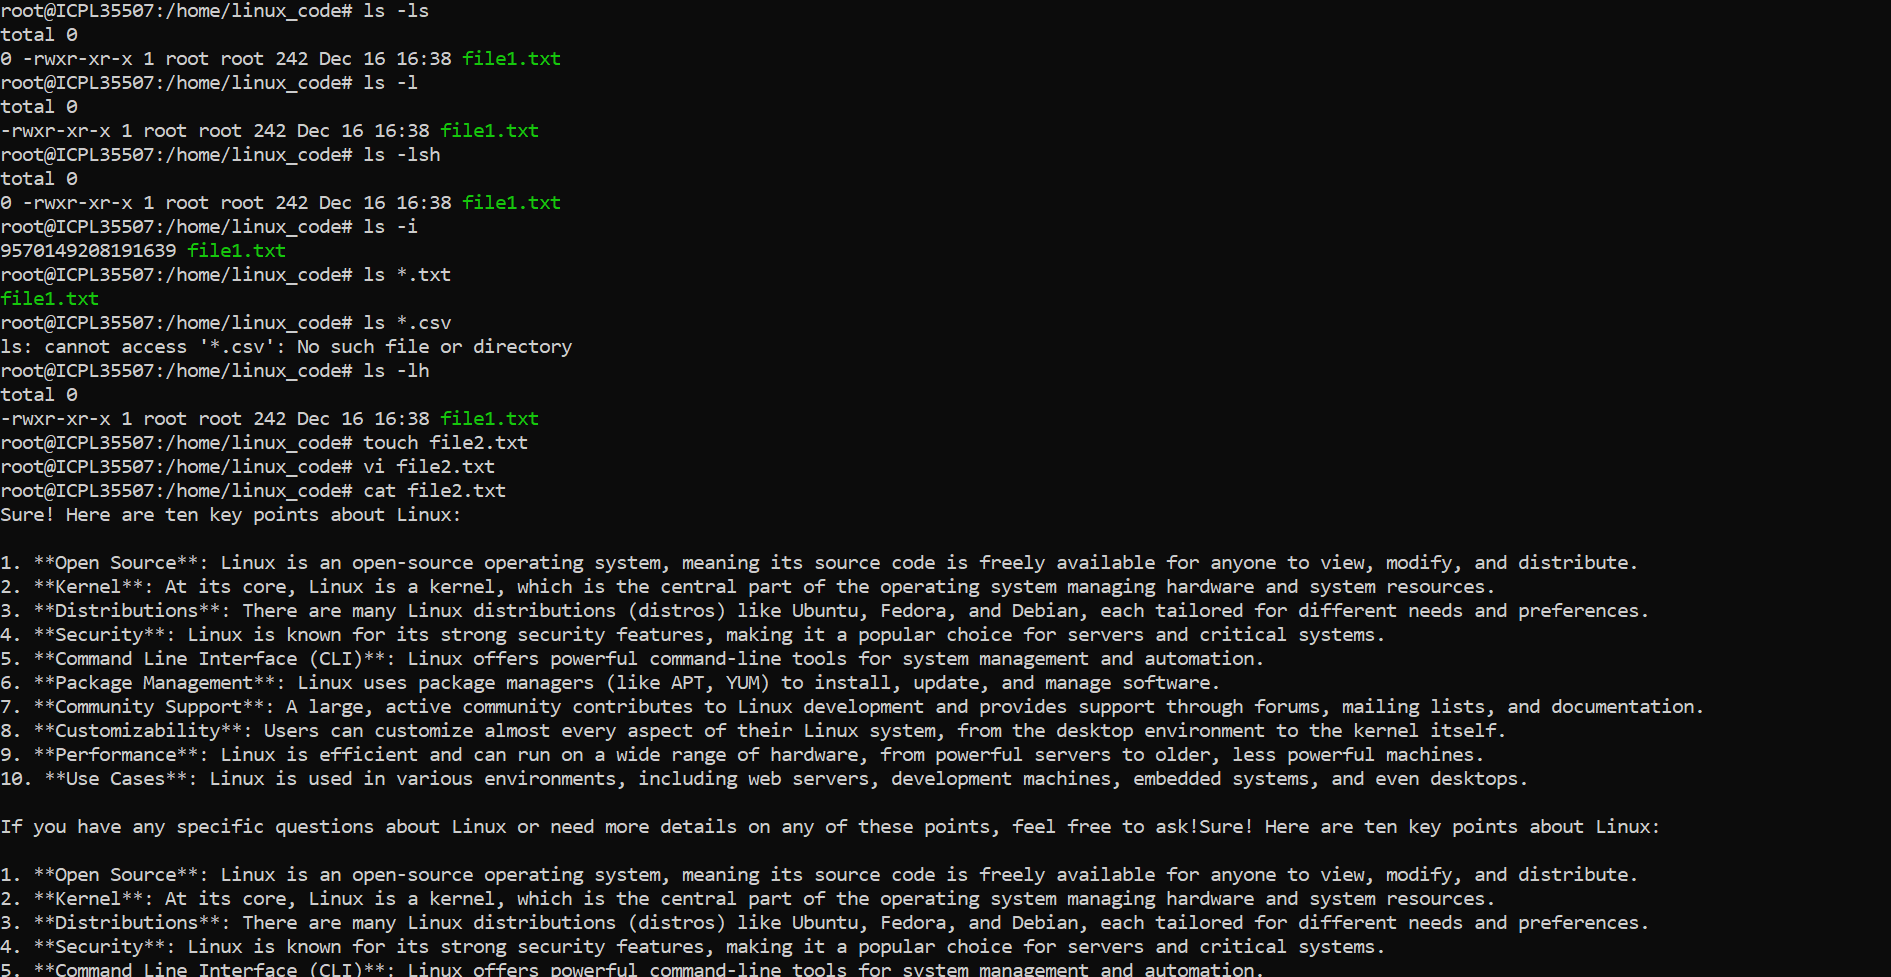 root@ICPL35507:/home/linux_code# ls -ls
total 0
0 -rwxr-xr-x 1 root root 242 Dec 16 16:38 file1.txt
root@ICPL35507:/home/linux_code# ls -l
total 0
-rwxr-xr-x 1 root root 242 Dec 16 16:38 file1.txt
root@ICPL35507:/home/linux_code# ls -lsh
total 0
0 -rwxr-xr-x 1 root root 242 Dec 16 16:38 file1.txt
root@ICPL35507:/home/linux_code# ls -i
9570149208191639 file1.txt
root@ICPL35507:/home/linux_code# ls *.txt
file1.txt
root@ICPL35507:/home/linux_code# ls *.csv
ls: cannot access '*.csv': No such file or directory
root@ICPL35507:/home/linux_code# ls -lh
total 0
-rwxr-xr-x 1 root root 242 Dec 16 16:38 file1.txt
root@ICPL35507:/home/linux_code# touch file2.txt
root@ICPL35507:/home/linux_code# vi file2.txt
root@ICPL35507:/home/linux_code# cat file2.txt
Sure! Here are ten key points about Linux:

1. **Open Source**: Linux is an open-source operating system, meaning its source code is freely available for anyone to view, modify, and distribute.
2. **Kernel**: At its core, Linux is a kernel, which is the central part of the operating system managing hardware and system resources.
3. **Distributions**: There are many Linux distributions (distros) like Ubuntu, Fedora, and Debian, each tailored for different needs and preferences.
4. **Security**: Linux is known for its strong security features, making it a popular choice for servers and critical systems.
5. **Command Line Interface (CLI)**: Linux offers powerful command-line tools for system management and automation.
6. **Package Management**: Linux uses package managers (like APT, YUM) to install, update, and manage software.
7. **Community Support**: A large, active community contributes to Linux development and provides support through forums, mailing lists, and documentation.
8. **Customizability**: Users can customize almost every aspect of their Linux system, from the desktop environment to the kernel itself.
9. **Performance**: Linux is efficient and can run on a wide range of hardware, from powerful servers to older, less powerful machines.
10. **Use Cases**: Linux is used in various environments, including web servers, development machines, embedded systems, and even desktops.

If you have any specific questions about Linux or need more details on any of these points, feel free to ask!Sure! Here are ten key points about Linux:

1. **Open Source**: Linux is an open-source operating system, meaning its source code is freely available for anyone to view, modify, and distribute.
2. **Kernel**: At its core, Linux is a kernel, which is the central part of the operating system managing hardware and system resources.
3. **Distributions**: There are many Linux distributions (distros) like Ubuntu, Fedora, and Debian, each tailored for different needs and preferences.
4. **Security**: Linux is known for its strong security features, making it a popular choice for servers and critical systems.
5. **Command Line Interface (CLI)**: Linux offers powerful command-line tools for system management and automation.